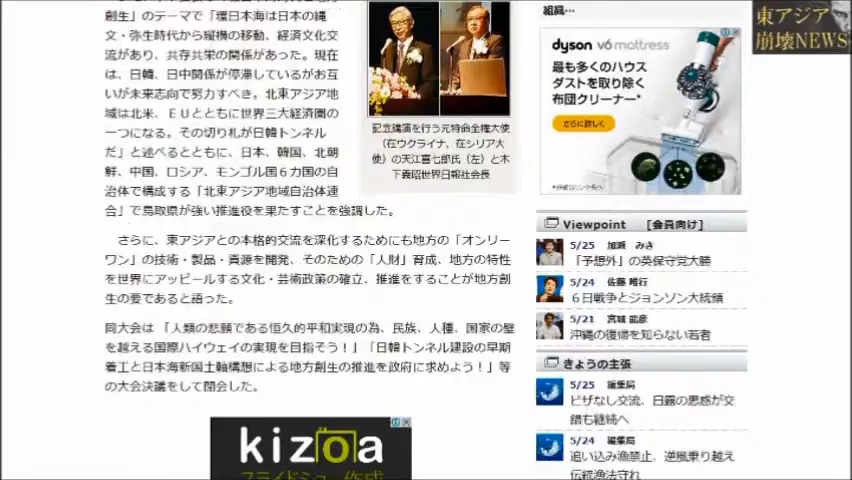 創生」のテーマで「環日本海は日本の縄
文・弥生時代から縦横の移動、経済文化交
流があり、共存共栄の関係があった。現在
は、日韓、日中関係が停滞しているがお互
いが未来志向で努力すべき。北東アジア地
域は北米、ＥＵとともに世界三大経済圏の
一つになる。その切り札が日韓トンネル
だ」と述べるとともに、日本、韓国、北朝
鮮、中国、ロシア、モンゴル国６カ国の自
治体で構成する「北東アジア地域自治体連
合」で鳥取県が強い推進役を果たすことを強調した。
さらに、東アジアとの本格的交流を深化するためにも地方の「オンリー
ワン」の技術・製品・資源を開発、そのための「人財」育成、地方の特性
を世界にアッピールする文化・芸術政策の確立、推進をすることが地方創
生の要であると語った。
同大会は「人類の悲願である恒久的平和実現の為、民族、人種、国家の壁
を越える国際ハイウェイの実現を目指そう！」「日韓トンネル建設の早期
着工と日本海新国土軸構想による地方創生の推進を政府に求めよう！」等
の大会決議をして閉会した。
記念講演を行う元特命全権大使
（在ウクライナ、在シリア大
使）の天江喜七郎氏（左）と木
下義昭世界日報社会長
kizoa
スライドショー作成
組織…
dyson v6 mattress
最も多くのハウス
ダストを取り除く
布団クリーナー*
さらに詳しく
Viewpoint ［会員向け］
5/25 加瀬 みき
「予想外」の英保守党大勝
5/24 佐藤 唯行
６日戦争とジョンソン大統領
5/21 宮城 能彦
沖縄の復帰を知らない若者
きょうの主張
5/25 編集局
ビザなし交流、日露の思惑が交
錯も継続へ
5/24 編集局
追い込み漁禁止、逆風乗り越え
伝統漁法守れ
東アジア
崩壊NEWS